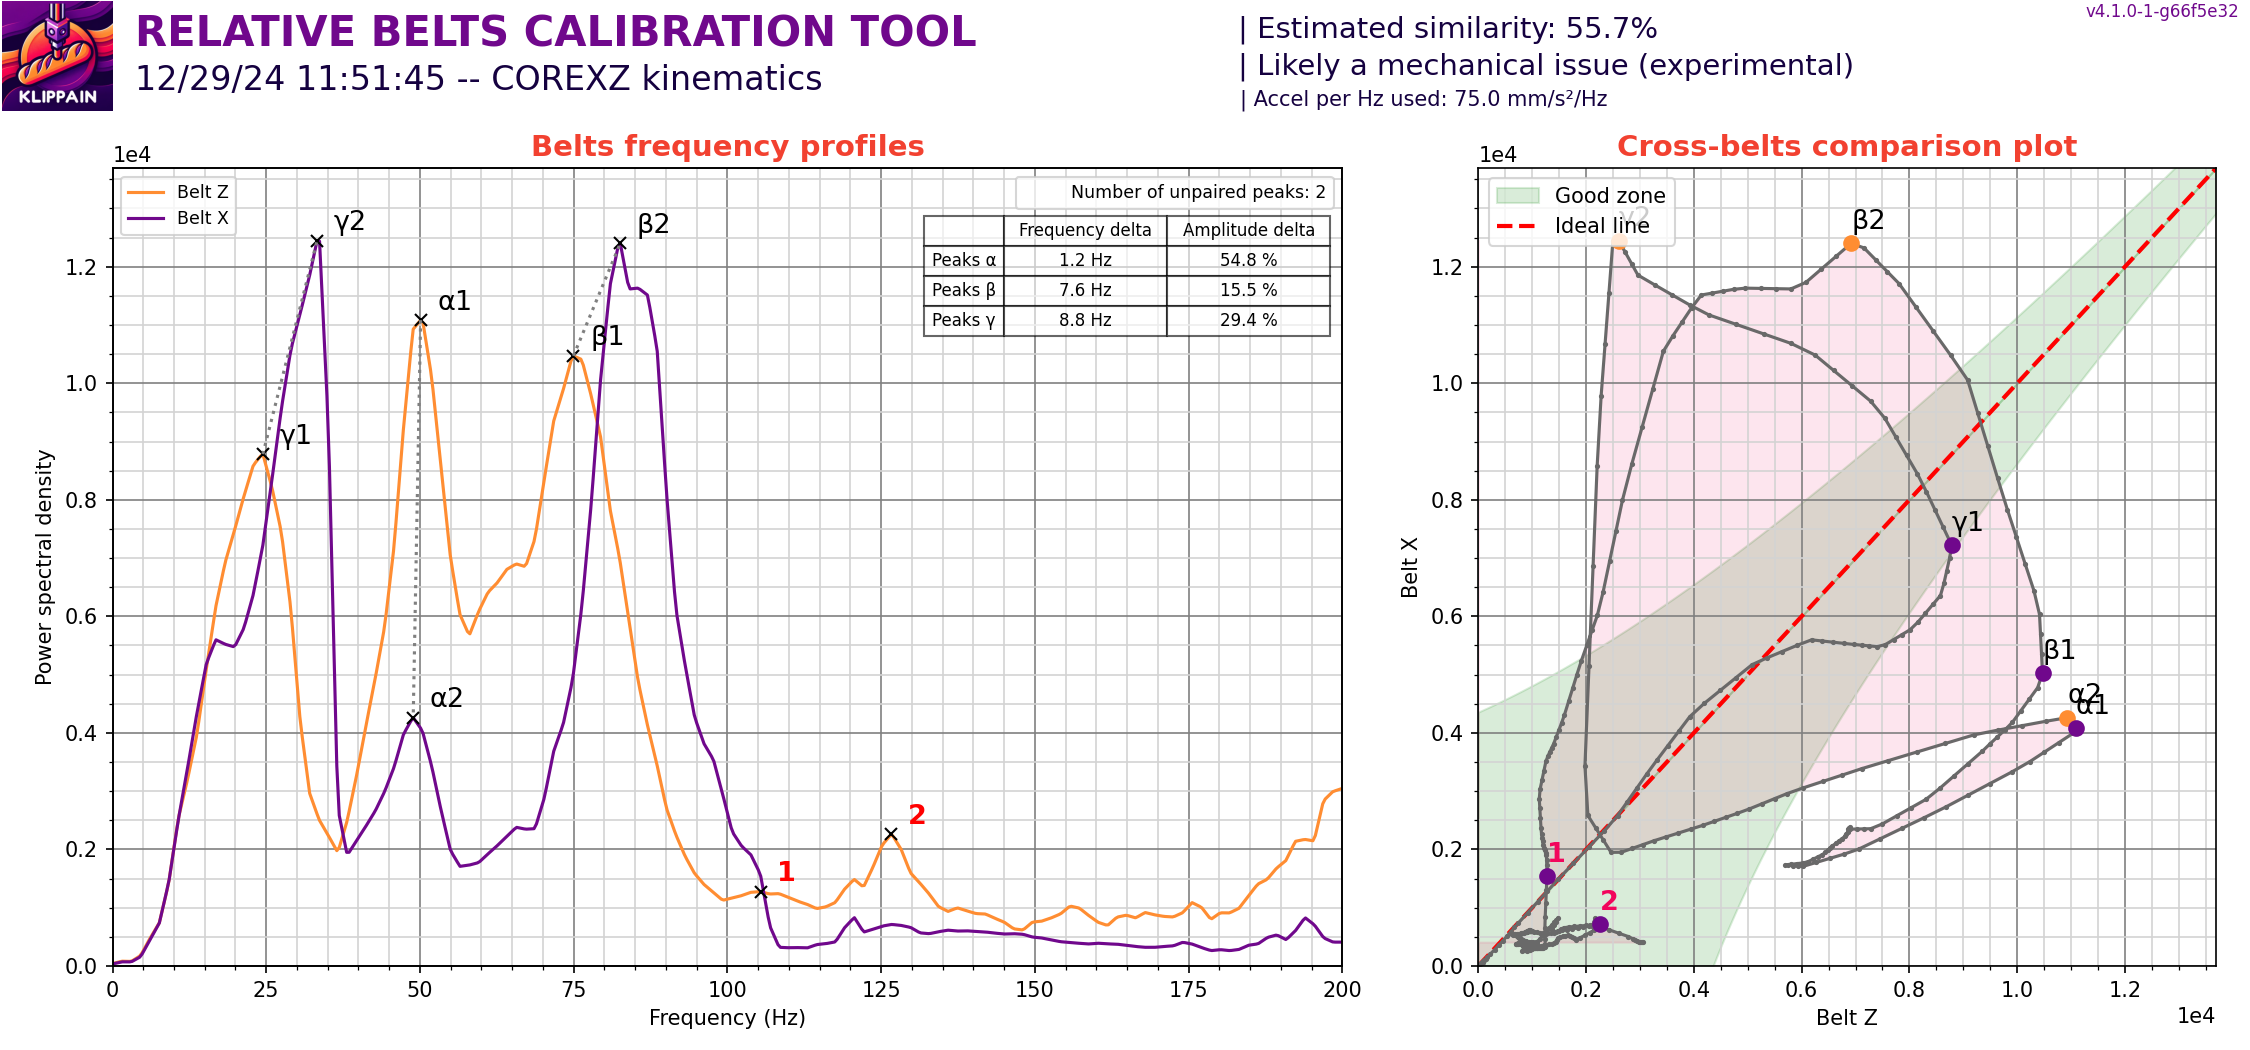 KLIPPAIN
RELATIVE BELTS CALIBRATION TOOL
12/29/24 11:51:45 -- COREXZ kinematics
| Estimated similarity: 55.7%
| Likely a mechanical issue (experimental)
| Accel per Hz used: 75.0 mm/s²/Hz
v4.1.0-1-g66f5e32
Belts frequency profiles
1e4
Belt Z
Belt X
Number of unpaired peaks: 2
Frequency delta Amplitude delta
Peaks α 1.2 Hz 54.8 %
Peaks β 7.6 Hz 15.5 %
Peaks γ 8.8 Hz 29.4 %
γ2
β2
α1
β1
γ1
α2
2
1
Power spectral density
1.2
1.0
0.8
0.6
0.4
0.2
0.0
0 25 50 75 100 125 150 175 200
Frequency (Hz)
Cross-belts comparison plot
1e4
Good zone
Ideal line
γ2
β2
γ1
β1
α2
α1
1
2
Belt X
1.2
1.0
0.8
0.6
0.4
0.2
0.0
0.0 0.2 0.4 0.6 0.8 1.0 1.2
Belt Z
1e4